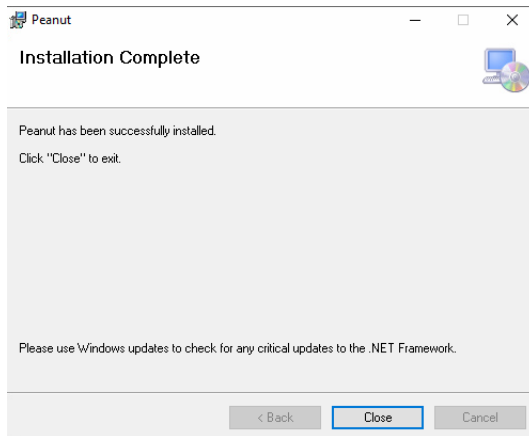 Peanut
Installation Complete
Peanut has been successfully installed.
Click "Close" to exit.
Please use Windows updates to check for any critical updates to the .NET Framework.
< Back Close Cancel